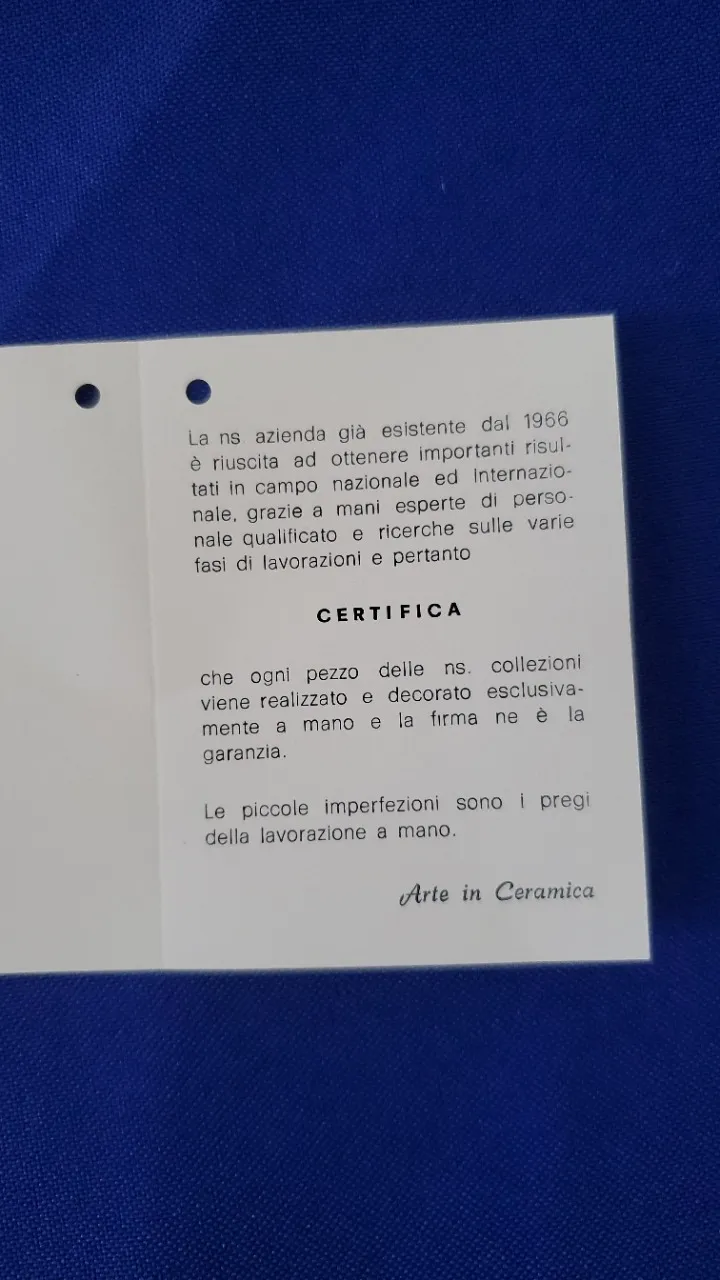 La ns azienda già esistente dal 1966
è riuscita ad ottenere importanti risul-
tati in campo nazionale ed Internazio-
nale, grazie a mani esperte di perso-
nale qualificato e ricerche sulle varie
fasi di lavorazioni e pertanto
CERTIFICA
che ogni pezzo delle ns. collezioni
viene realizzato e decorato esclusiva-
mente a mano e la firma ne è la
garanzia.
Le piccole imperfezioni sono i pregi
della lavorazione a mano.
Arte in Ceramica